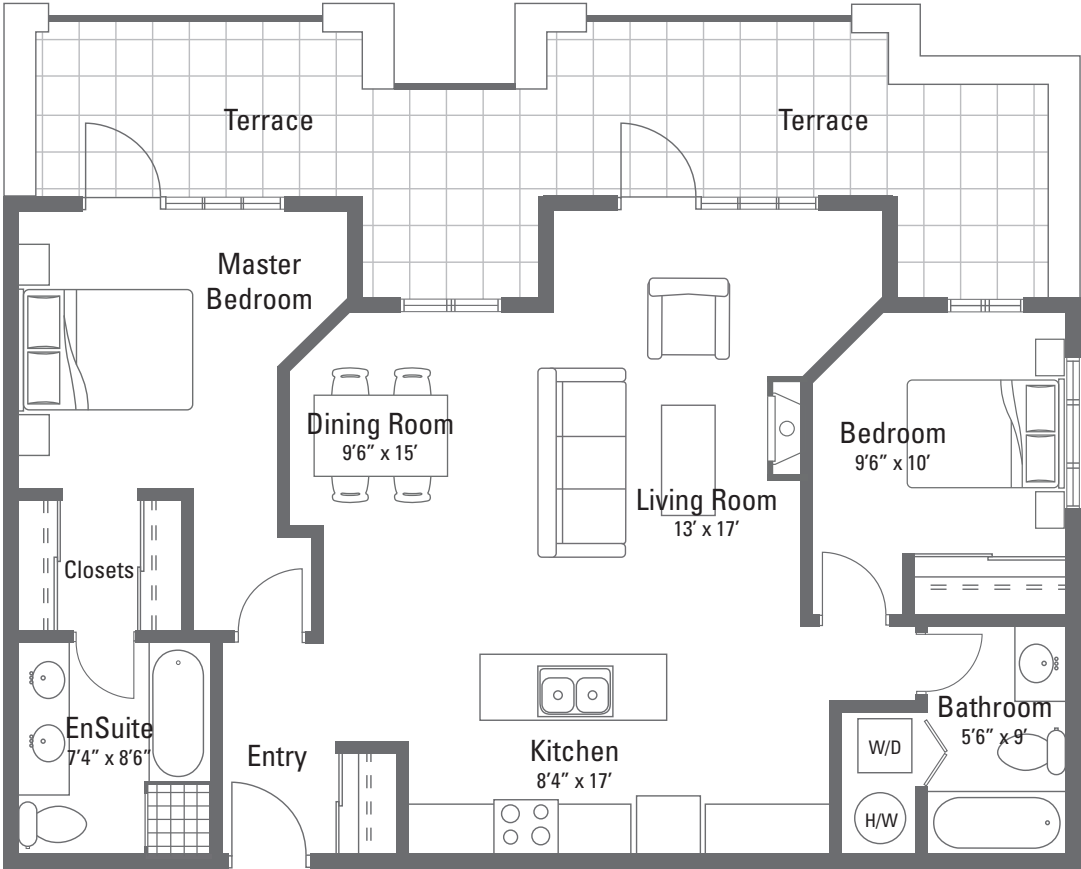 Terrace
Terrace
Master
Bedroom
Dining Room
9'6” x 15'
Bedroom
9'6” x 10'
Living Room
13' x 17'
Closets
EnSuite
7'4” x 8'6”
Entry
Kitchen
8'4” x 17'
W/D
H/W
Bathroom
5'6” x 9'